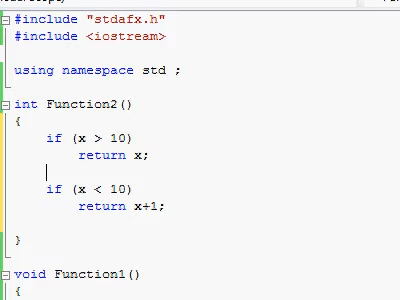 #include "stdafx.h"
#include <iostream>
using namespace std ;
int Function2()
{
if (x > 10)
return x;
if (x < 10)
return x+1;
}
void Function1()
{